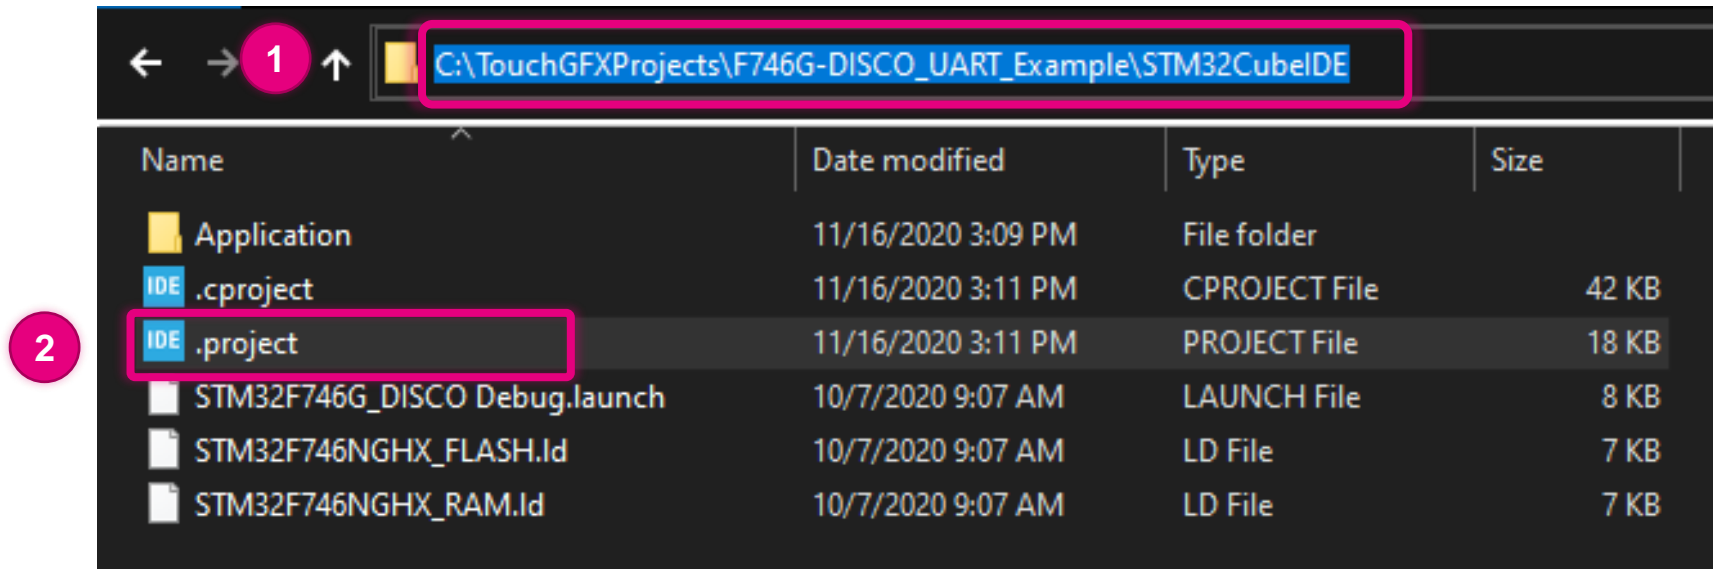 1 C:\TouchGFXProjects\F746G-DISCO_UART_Example\STM32CubeIDE
Name Date modified Type Size
Application 11/16/2020 3:09 PM File folder
IDE .cproject 11/16/2020 3:11 PM CPROJECT File 42 KB
2 IDE .project 11/16/2020 3:11 PM PROJECT File 18 KB
STM32F746G_DISCO Debug.launch 10/7/2020 9:07 AM LAUNCH File 8 KB
STM32F746NGHX_FLASH.ld 10/7/2020 9:07 AM LD File 7 KB
STM32F746NGHX_RAM.ld 10/7/2020 9:07 AM LD File 7 KB